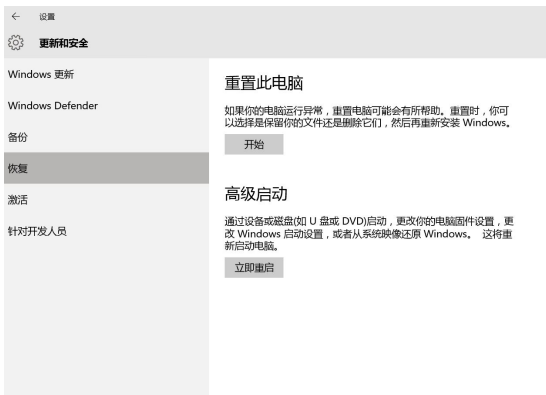 ← 设置
更新和安全
Windows 更新
Windows Defender
备份
恢复
激活
针对开发人员
重置此电脑
如果你的电脑运行异常，重置电脑可能会有所帮助。重置时，你可
以选择是保留你的文件还是删除它们，然后再重新安装 Windows。
开始
高级启动
通过设备或磁盘(如 U 盘或 DVD)启动，更改你的电脑固件设置，更
改 Windows 启动设置，或者从系统映像还原 Windows。 这将重
新启动电脑。
立即重启